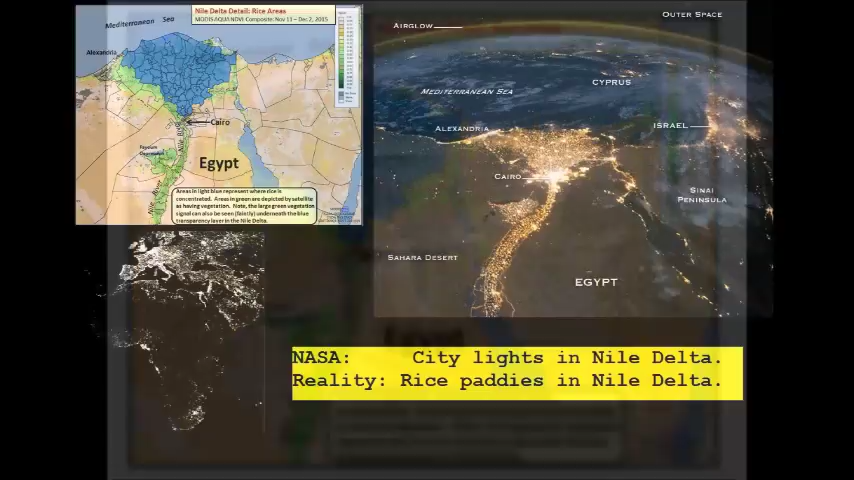 Mediterranean Sea
Nile Delta Detail: Rice Areas
MODIS AQUA NDVI Composite: Nov 13 – Dec 2, 2015
Alexandria
Cairo
Egypt
Areas in light blue represent where rice is
concentrated. Areas in green are depicted by satellite
as having vegetation. Note, the large green vegetation
signal can also be seen (faintly) underneath the blue
transparency layer in the Nile Delta.
OUTER SPACE
AIRGLOW
CYPRUS
MEDITERRANEAN SEA
ALEXANDRIA
ISRAEL
CAIRO
SINAI
PENINSULA
SAHARA DESERT
EGYPT
NASA: City lights in Nile Delta.
Reality: Rice paddies in Nile Delta.